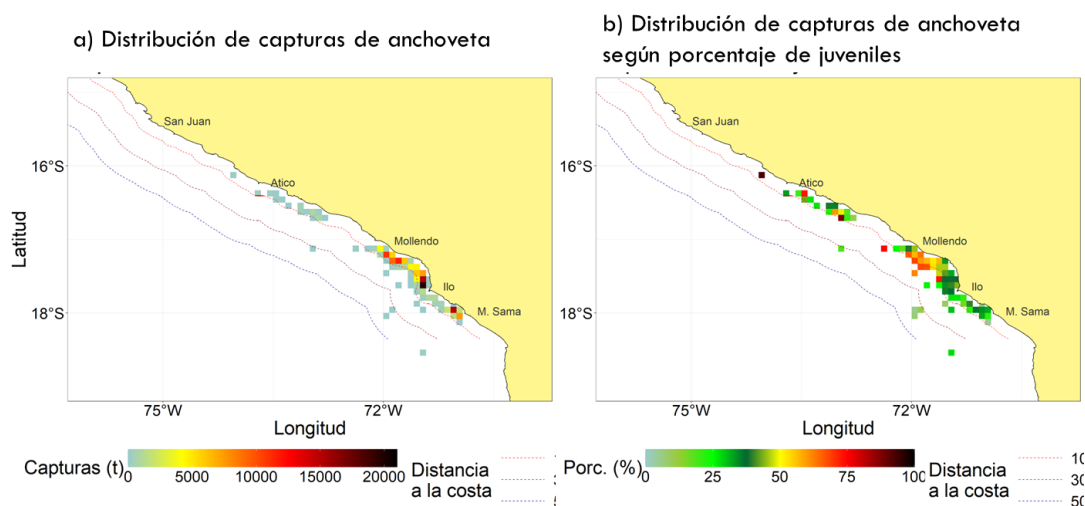 a) Distribución de capturas de anchoveta
b) Distribución de capturas de anchoveta
según porcentaje de juveniles
San Juan
Atico
Mollendo
Ilo
M. Sama
16°S
18°S
Latitud
75°W
72°W
Longitud
Capturas (t)
0
5000
10000
15000
20000
Distancia
a la costa
San Juan
Atico
Mollendo
Ilo
M. Sama
16°S
18°S
75°W
72°W
Longitud
Porc. (%)
0
25
50
75
100
Distancia
a la costa
10
30
50